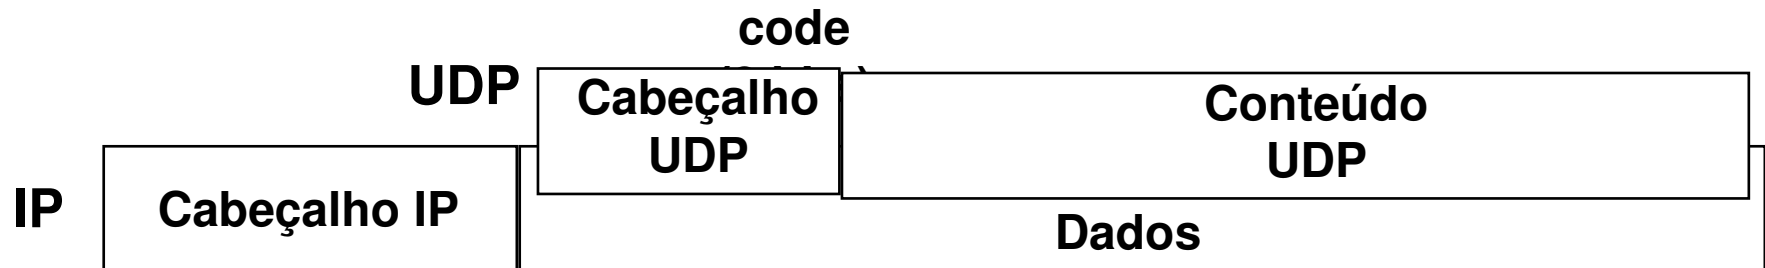 code
UDP
Cabeçalho
UDP
Conteúdo
UDP
IP
Cabeçalho IP
Dados